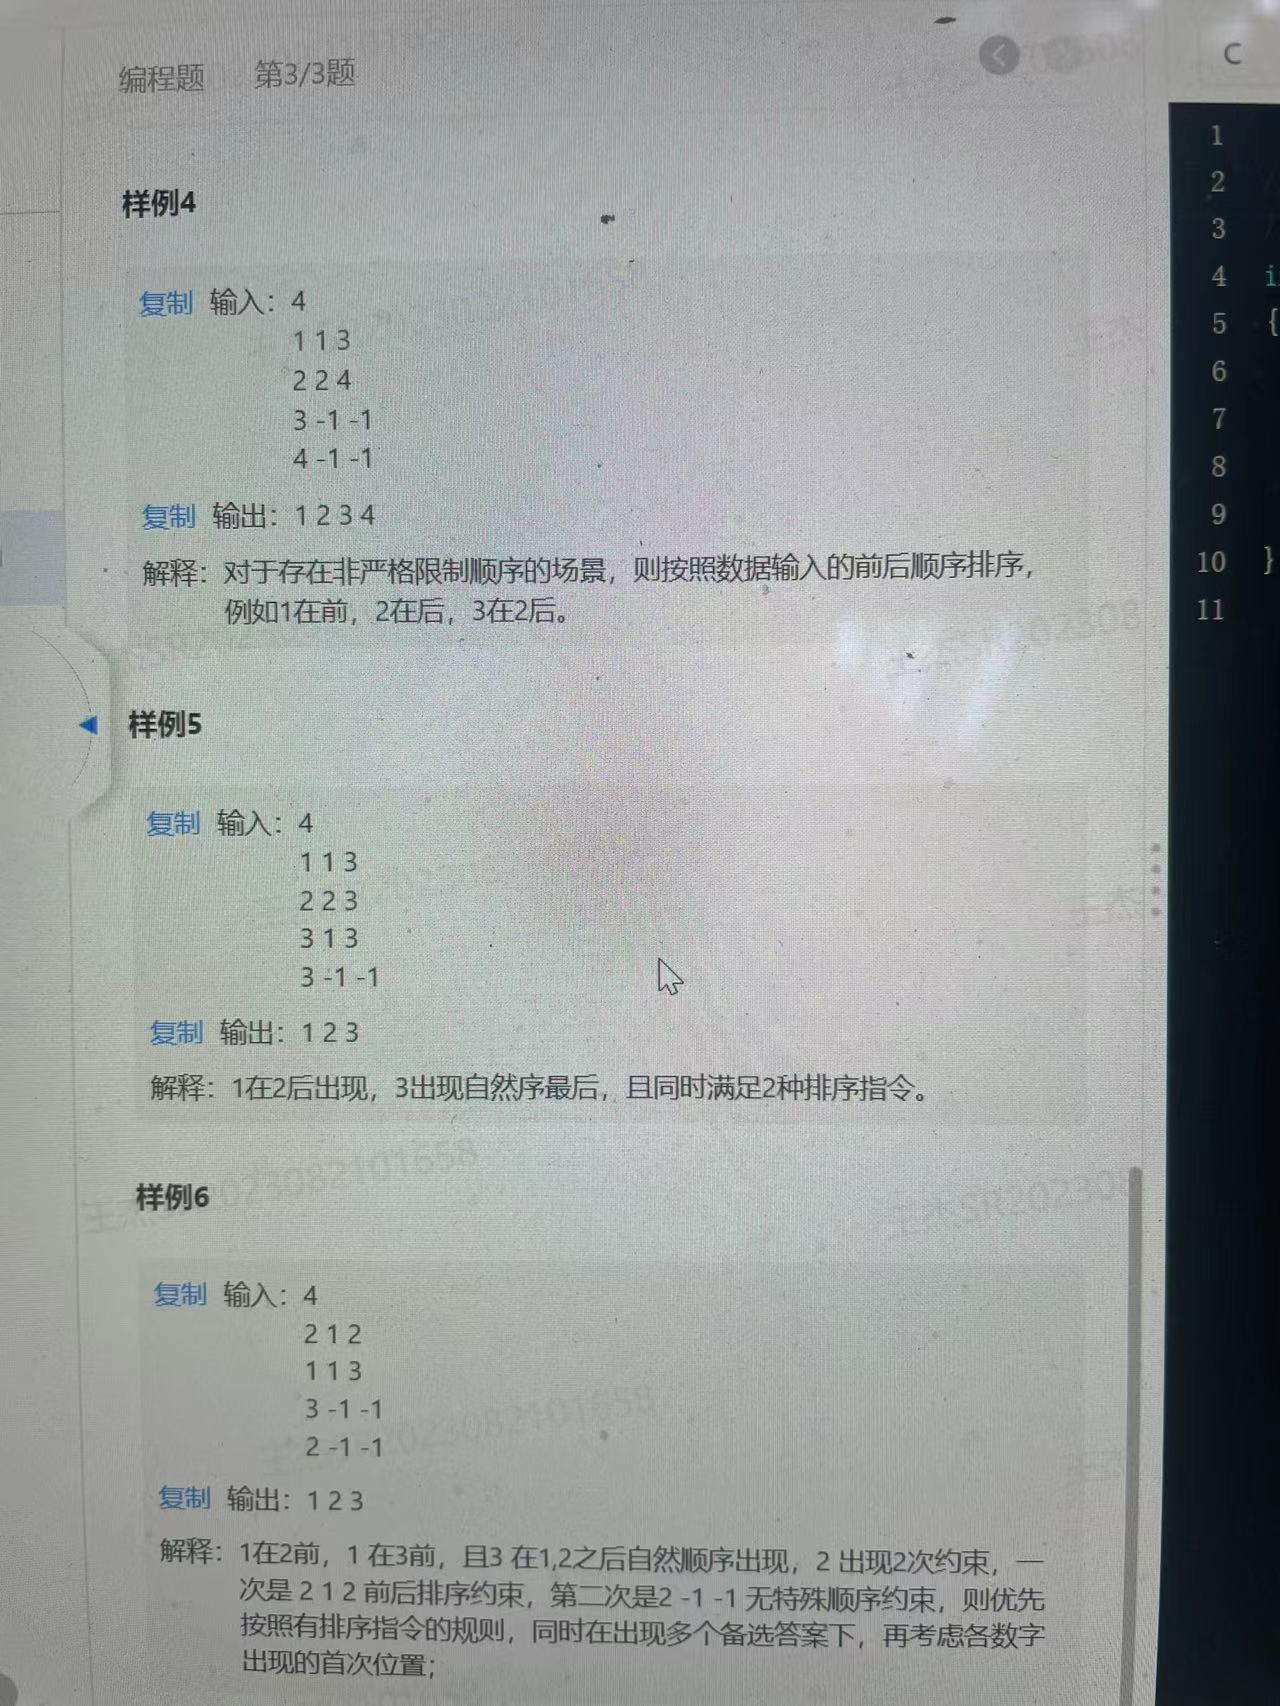 编程题 第3/3题
C
样例4
复制 输入：4
1 1 3
2 2 4
3 -1 -1
4 -1 -1
复制 输出：1 2 3 4
解释：对于存在非严格限制顺序的场景，则按照数据输入的前后顺序排序，
例如1在前，2在后，3在2后。
样例5
复制 输入：4
1 1 3
2 2 3
3 1 3
3 -1 -1
复制 输出：1 2 3
解释：1在2后出现，3出现自然序最后，且同时满足2种排序指令。
样例6
复制 输入：4
2 1 2
1 1 3
3 -1 -1
2 -1 -1
复制 输出：1 2 3
解释：1在2前，1 在3前，且3 在1,2之后自然顺序出现，2 出现2次约束，一
次是 2 1 2 前后排序约束，第二次是2 -1 -1 无特殊顺序约束，则优先
按照有排序指令的规则，同时在出现多个备选答案下，再考虑各数字
出现的首次位置；
1
2
3
4 i
5 {
6
7
8
9
10 }
11